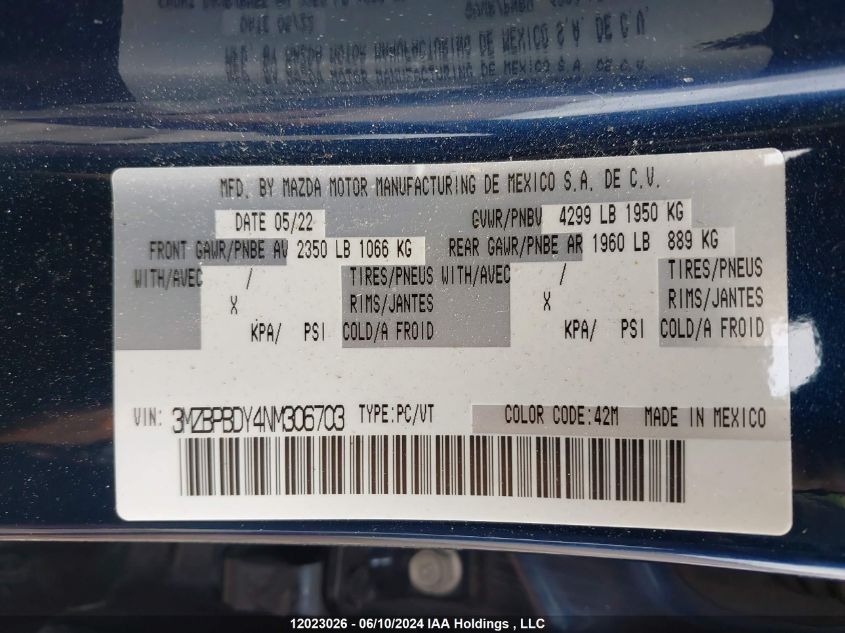 MFD. BY MAZDA MOTOR MANUFACTURING DE MEXICO S.A. DE C.V.
DATE 05/22 GVWR/PNBV 4299 LB 1950 KG
FRONT GAWR/PNBE AV 2350 LB 1066 KG REAR GAWR/PNBE AR 1960 LB 889 KG
WITH/AVEC / TIRES/PNEUS WITH/AVEC / TIRES/PNEUS
X RIMS/JANTES X RIMS/JANTES
KPA/ PSI COLD/A FROID KPA/ PSI COLD/A FROID
VIN: 3MZBPBDY4NM306703 TYPE:PC/VT COLOR CODE:42M MADE IN MEXICO
12023026 - 06/10/2024 IAA Holdings , LLC